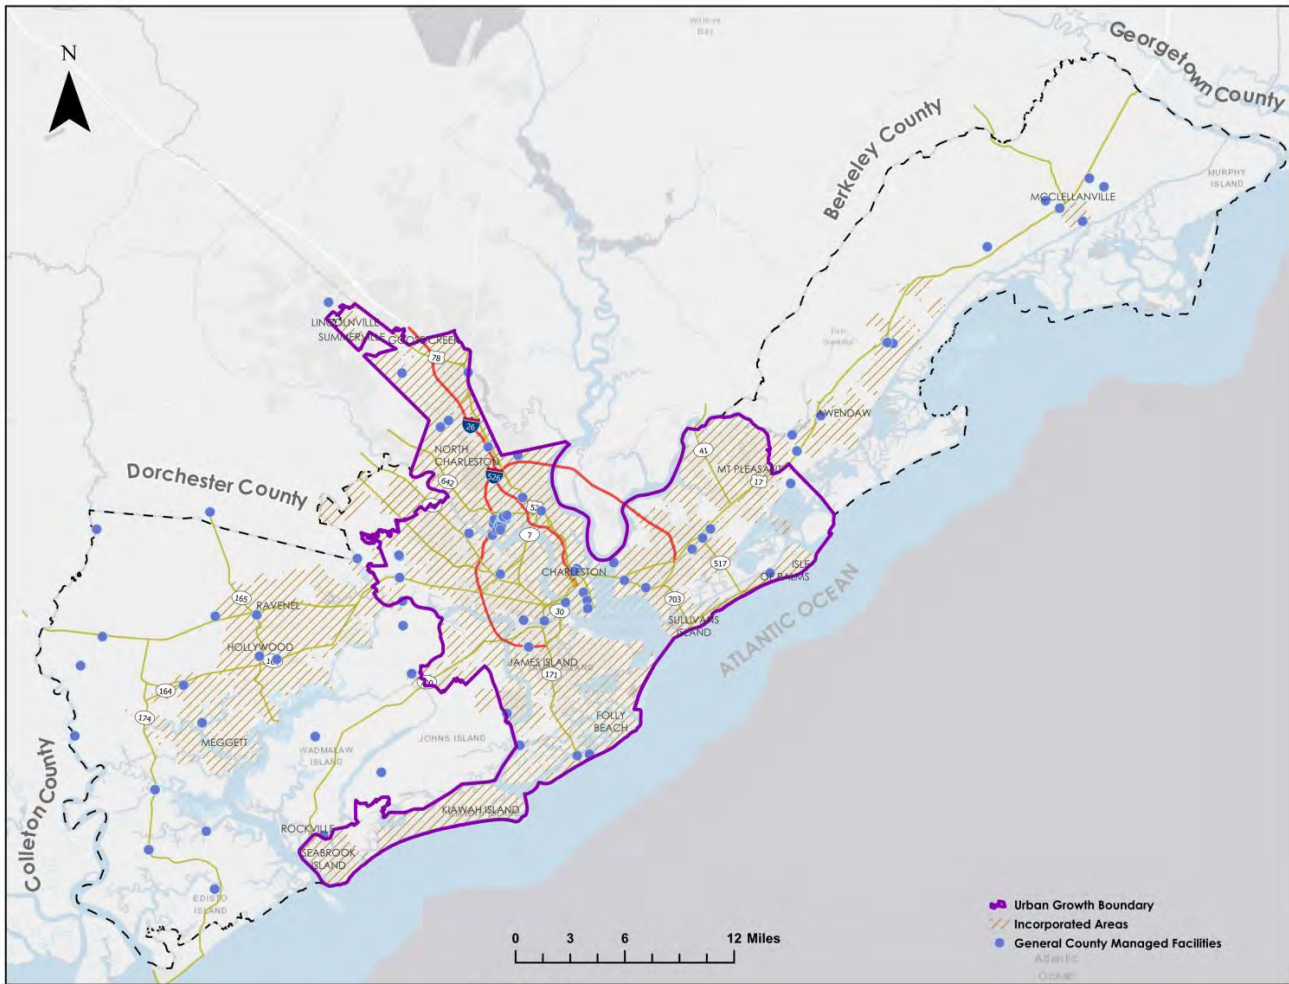 Georgetown County
Willow
Bay
N
Berkeley County
MURPHY
ISLAND
MCCLELLANVILLE
LINCOLNVILLE
SUMMERVILLE
GOOSE CREEK
78
26
AWENDAW
NORTH
CHARLESTON
41
MT PLEASANT
17
526
642
52
7
Dorchester County
CHARLESTON
517
ISLE
OF PALMS
165
RAVENEL
703
30
SULLIVANS
ISLAND
ATLANTIC OCEAN
HOLLYWOOD
JAMES ISLAND
171
164
174
FOLLY
BEACH
MEGGETT
WADMALAW
ISLAND
JOHNS ISLAND
Colleton County
KIAWAH ISLAND
ROCKVILLE
SEABROOK
ISLAND
EDISTO
ISLAND
Urban Growth Boundary
Incorporated Areas
General County Managed Facilities
0 3 6 12 Miles
Atlantic
Ocean